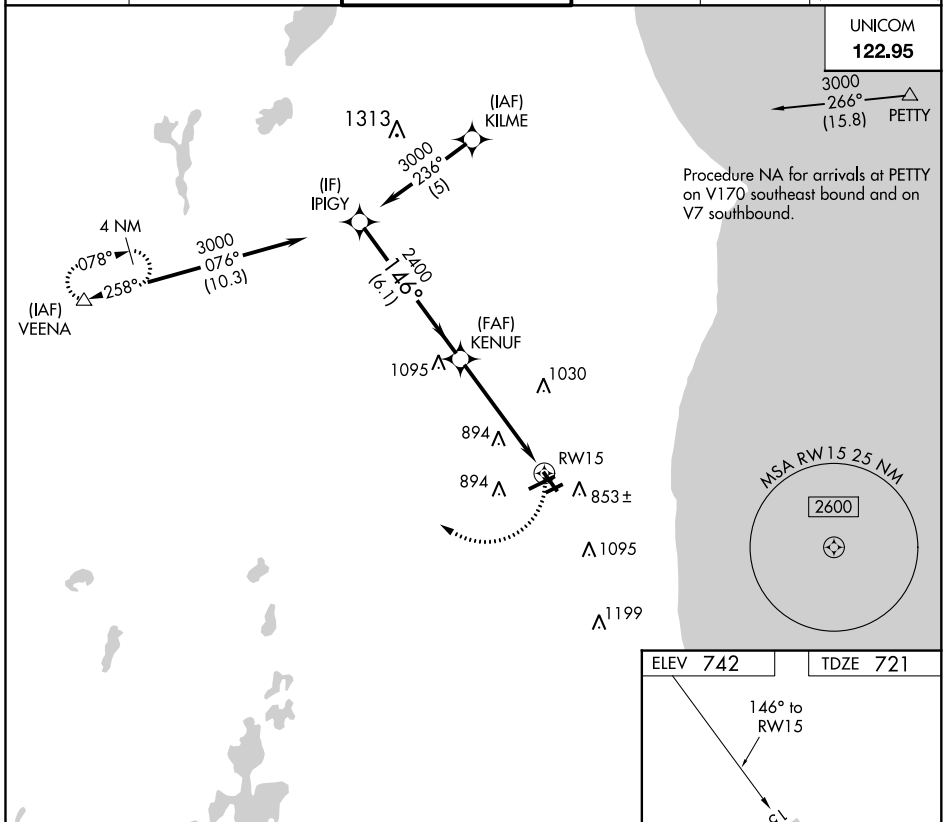 UNICOM
122.95
3000
266°
(15.8)
PETTY
Procedure NA for arrivals at PETTY
on V170 southeast bound and on
V7 southbound.
1313
(IAF)
KILME
3000
236°
(5)
(IF)
IPIGY
4 NM
078°
258°
3000
076°
(10.3)
(IAF)
VEENA
2400
146°
(6.1)
(FAF)
KENUF
1095
1030
894
RW15
894
853±
1095
1199
MSA RW15 25 NM
2600
ELEV 742
TDZE 721
146° to
RW15
15